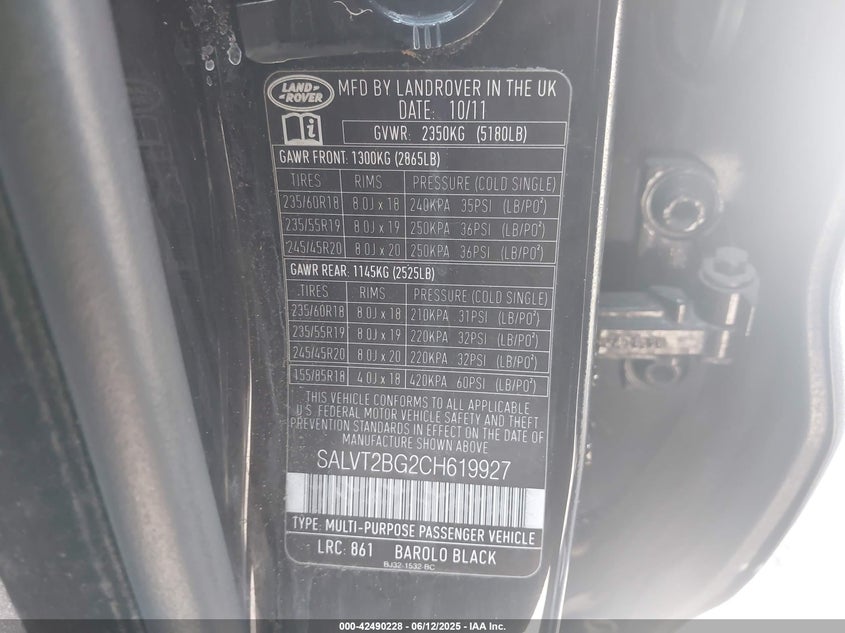 LAND
ROVER
MFD BY LANDROVER IN THE UK
DATE: 10/11
GVWR: 2350KG (5180LB)
GAWR FRONT: 1300KG (2865LB)
TIRES RIMS PRESSURE (COLD SINGLE)
235/60R18 8.0J x 18 240KPA 35PSI (LB/PO²)
235/55R19 8.0J x 19 250KPA 36PSI (LB/PO²)
245/45R20 8.0J x 20 250KPA 36PSI (LB/PO²)
GAWR REAR: 1145KG (2525LB)
TIRES RIMS PRESSURE (COLD SINGLE)
235/60R18 8.0J x 18 210KPA 31PSI (LB/PO²)
235/55R19 8.0J x 19 220KPA 32PSI (LB/PO²)
245/45R20 8.0J x 20 220KPA 32PSI (LB/PO²)
155/85R18 4.0J x 18 420KPA 60PSI (LB/PO²)
THIS VEHICLE CONFORMS TO ALL APPLICABLE
U.S. FEDERAL MOTOR VEHICLE SAFETY AND THEFT
PREVENTION STANDARDS IN EFFECT ON THE DATE OF
MANUFACTURE SHOWN ABOVE
SALVT2BG2CH619927
TYPE: MULTI-PURPOSE PASSENGER VEHICLE
LRC: 861 BAROLO BLACK
BJ32-1532-BC
000-42490228 - 06/12/2025 - IAA Inc.